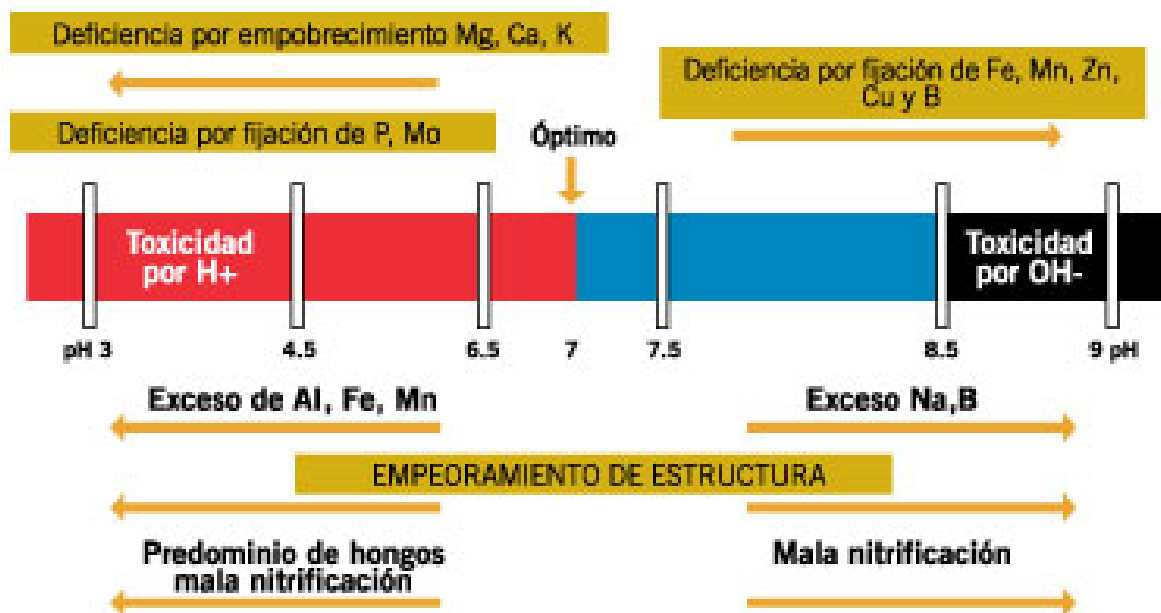 Deficiencia por empobrecimiento Mg, Ca, K
Deficiencia por fijación de Fe, Mn, Zn,
Cu y B
Deficiencia por fijación de P, Mo
Óptimo
Toxicidad
por H+
Toxicidad
por OH-
pH 3
4.5
6.5
7
7.5
8.5
9 pH
Exceso de Al, Fe, Mn
Exceso Na,B
EMPEORAMIENTO DE ESTRUCTURA
Predominio de hongos
mala nitrificación
Mala nitrificación